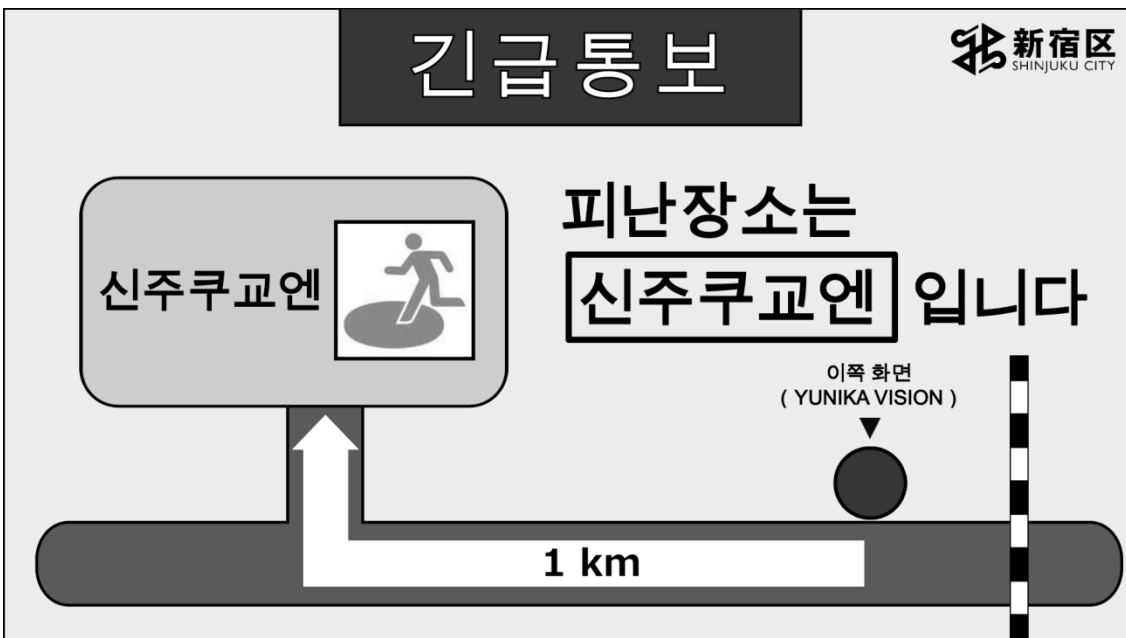 긴급통보
新宿区
SHINJUKU CITY
피난장소는
신주쿠교엔 입니다
신주쿠교엔
이쪽 화면
( YUNIKA VISION )
1 km